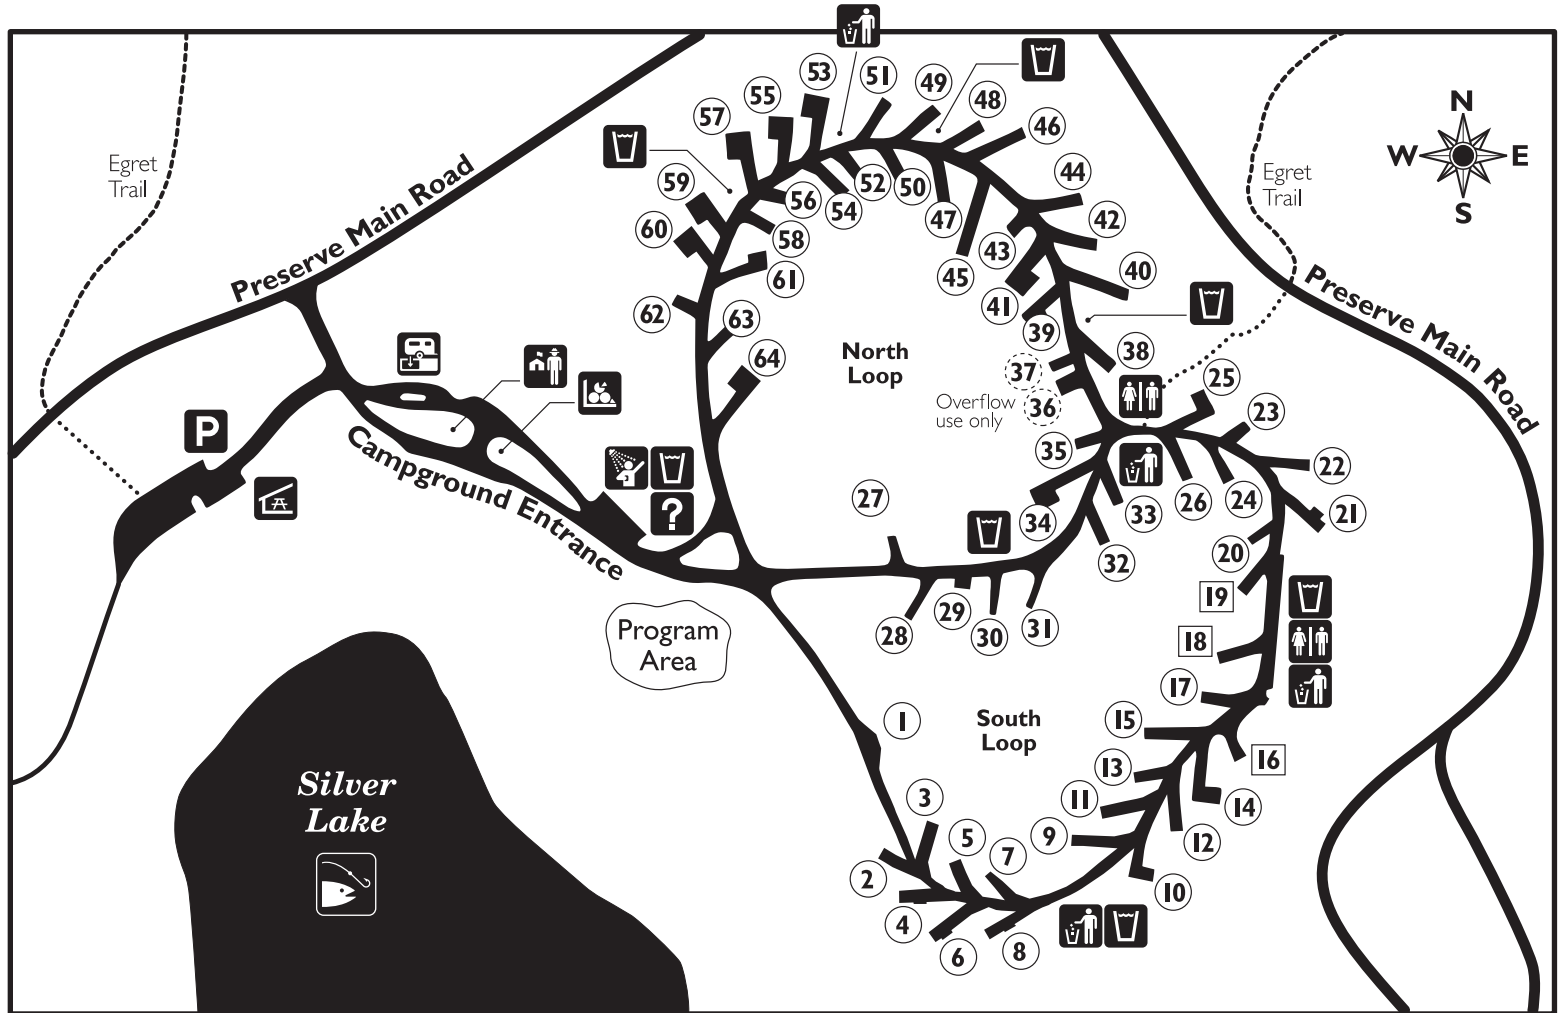 53
51
49
55
48
57
46
N
W
E
S
Egret
Trail
Egret
Trail
59
44
52
50
56
54
47
42
60
58
43
Preserve Main Road
45
40
61
41
Preserve Main Road
62
63
39
38
64
North
Loop
37
25
Overflow
use only
36
23
P
35
22
Campground Entrance
27
?
34
33
26
24
21
32
20
19
28
29
30
31
18
Program
Area
17
1
South
Loop
15
16
13
Silver
Lake
3
11
14
5
9
12
7
2
10
4
6
8